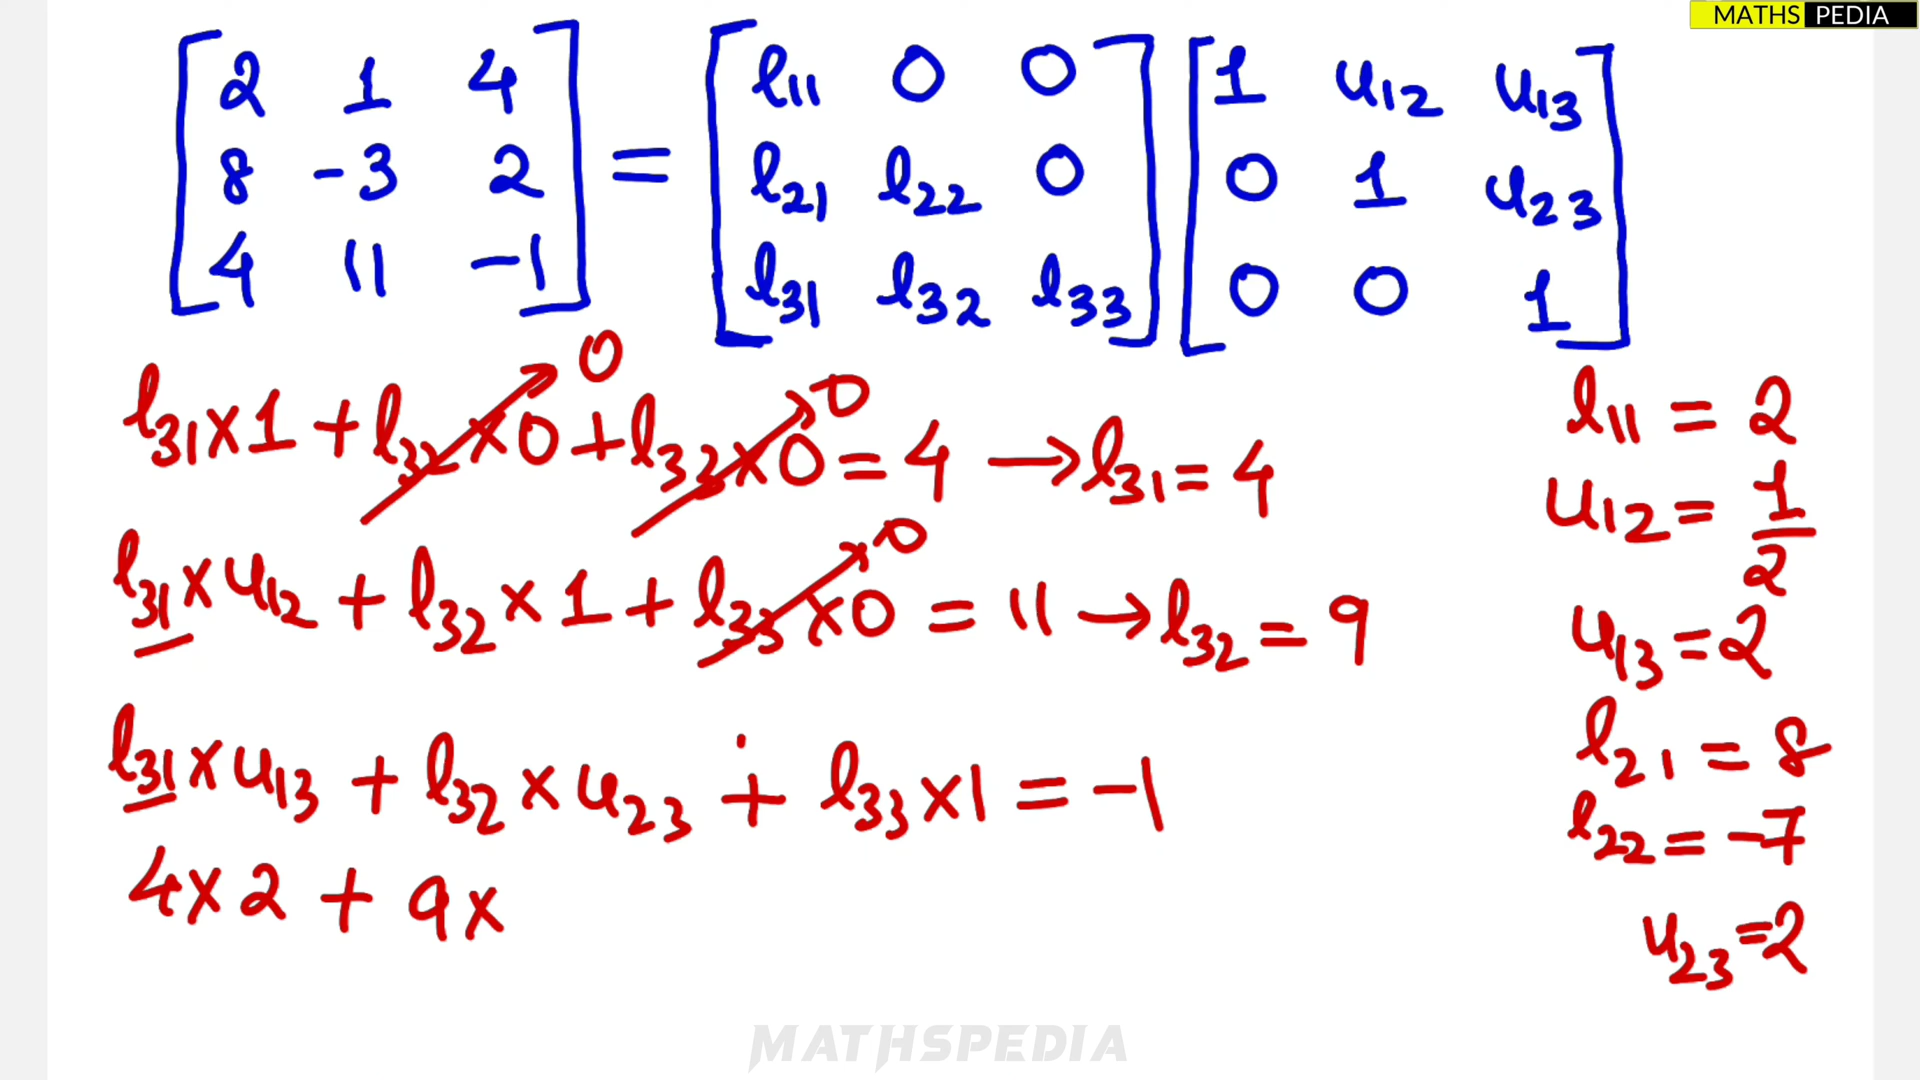 MATHS PEDIA
[2 1 4] = [l11 0 0] [1 u12 u13]
[8 -3 2] [l21 l22 0] [0 1 u23]
[4 11 -1] [l31 l32 l33] [0 0 1]
l31×1 + l32×0 0 + l33×0 0 = 4 → l31 = 4
l31×u12 + l32×1 + l33×0 0 = 11 → l32 = 9
l31×u13 + l32×u23 + l33×1 = -1
4×2 + 9×
l11 = 2
u12 = 1/2
u13 = 2
l21 = 8
l22 = -7
u23 = 2
MATHSPEDIA